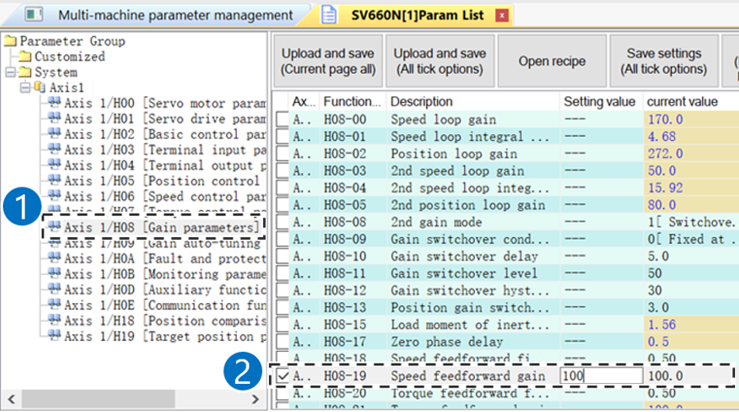 Multi-machine parameter management
SV660N[1]Param List
Parameter Group
Customized
System
Axis1
Axis 1/H00 [Servo motor param
Axis 1/H01 [Servo drive param
Axis 1/H02 [Basic control par
Axis 1/H03 [Terminal input pa
Axis 1/H04 [Terminal output p
Axis 1/H05 [Position control
Axis 1/H06 [Speed control par
1
Axis 1/H08 [Gain parameters]
Axis 1/H09 [Gain auto-tuning
Axis 1/H0A [Fault and protect
Axis 1/H0B [Monitoring parame
Axis 1/H0D [Auxiliary functio
Axis 1/H0E [Communication fun
Axis 1/H18 [Position comparis
Axis 1/H19 [Target position p
Upload and save
(Current page all)
Upload and save
(All tick options)
Open recipe
Save settings
(All tick options)
Ax... Function... Description Setting value current value
A.. H08-00 Speed loop gain --- 170.0
A.. H08-01 Speed loop integral ... --- 4.68
A.. H08-02 Position loop gain --- 272.0
A.. H08-03 2nd speed loop gain --- 50.0
A.. H08-04 2nd speed loop integ... --- 15.92
A.. H08-05 2nd position loop gain --- 80.0
A.. H08-08 2nd gain mode --- 1[ Switchove..
A.. H08-09 Gain switchover cond... --- 0[ Fixed at .
A.. H08-10 Gain switchover delay --- 5.0
A.. H08-11 Gain switchover level --- 50
A.. H08-12 Gain switchover hyst... --- 30
A.. H08-13 Position gain switch... --- 3.0
A.. H08-15 Load moment of inert... --- 1.56
A.. H08-17 Zero phase delay --- 0.5
A.. H08-18 Speed feedforward fi... --- 0.50
2
A.. H08-19 Speed feedforward gain 100 100.0
A.. H08-20 Torque feedforward f... --- 0.50